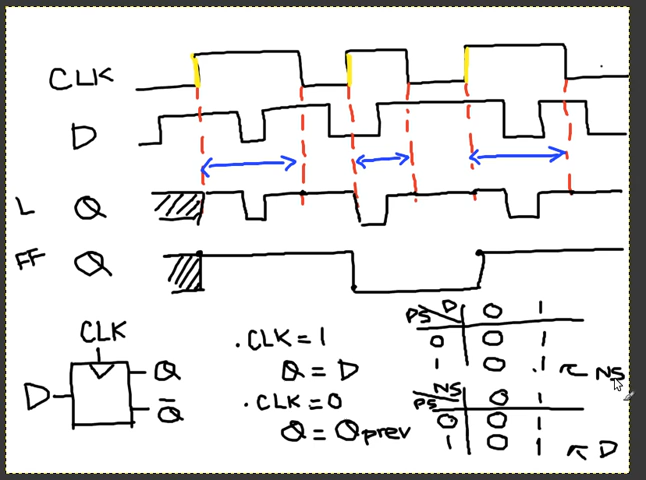 CLK
D
L Q
FF Q
CLK
D Q
Q̅
. CLK = 1
Q = D
. CLK = 0
Q = Qprev
PS D 0 1
0 0 1
1 0 .1 ↖ NS
PS NS 0 1
0 0 1
1 0 1 ↖ D